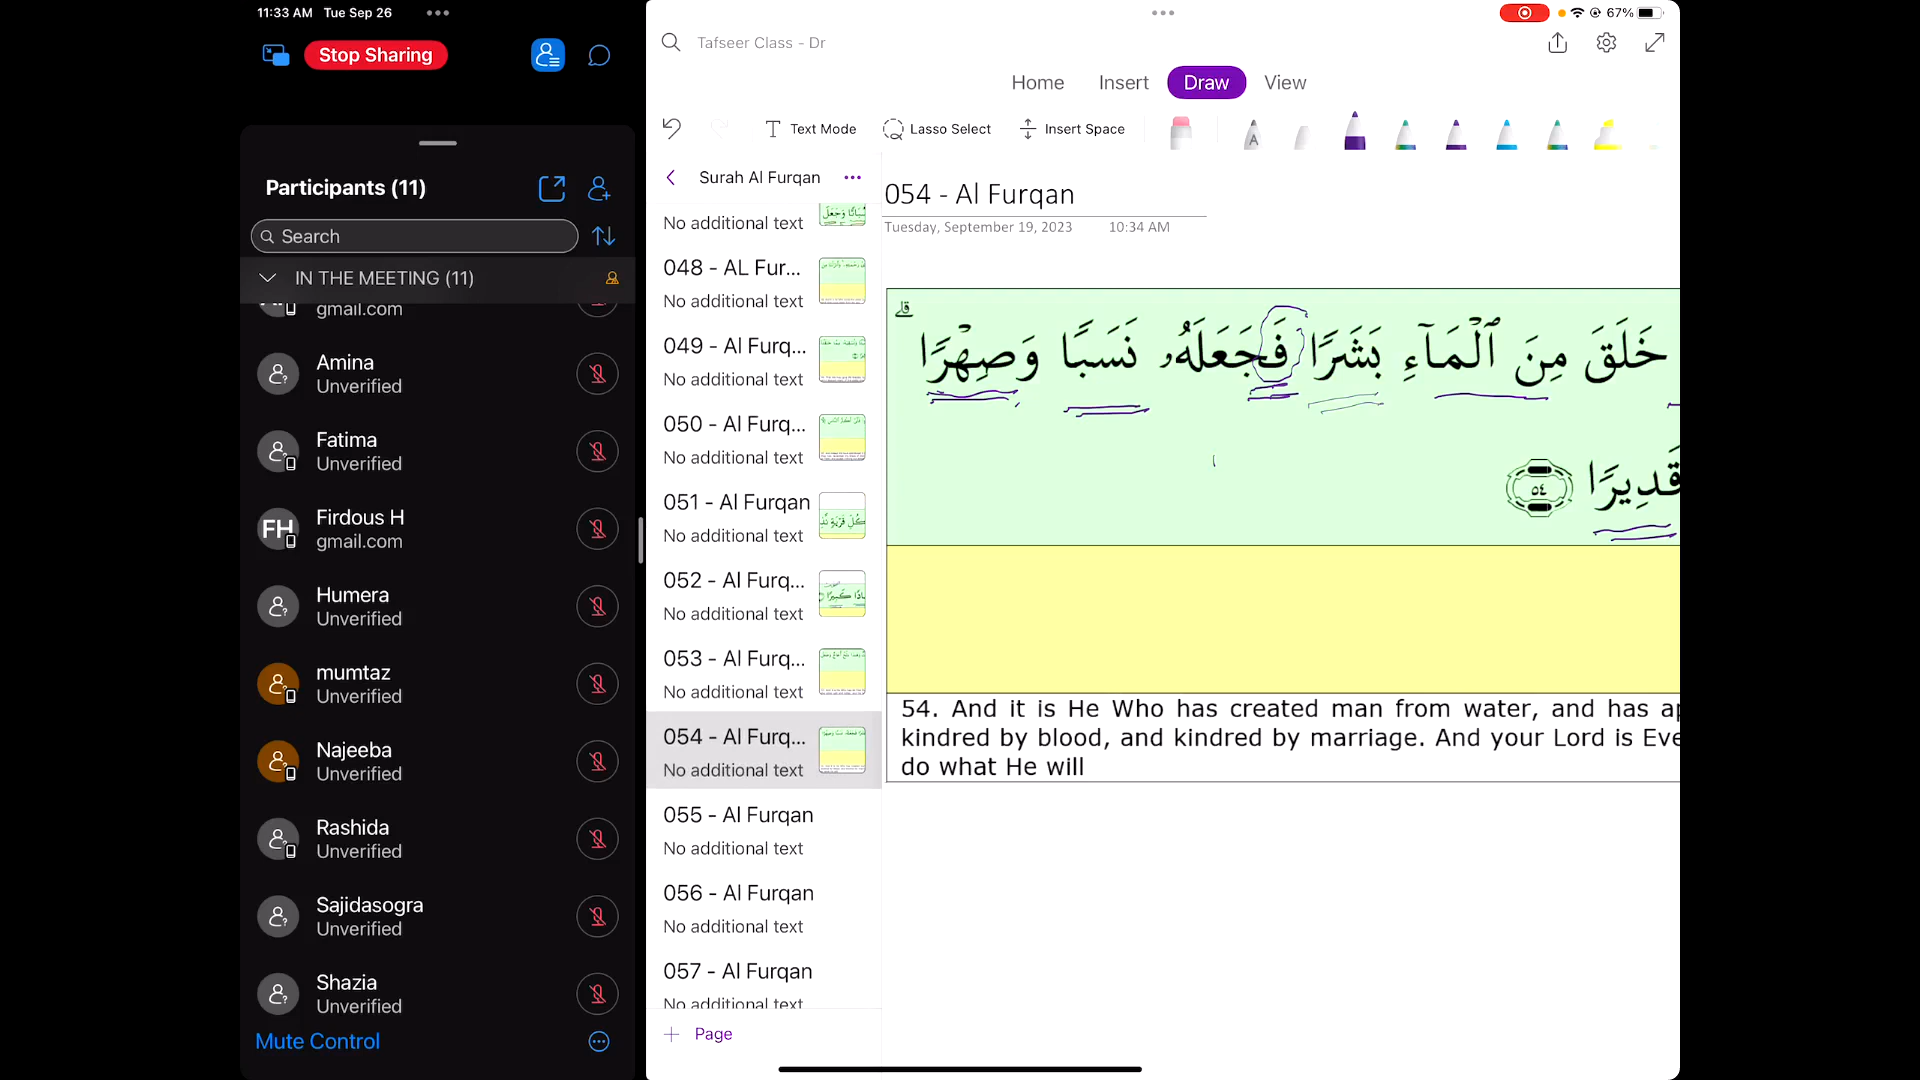 11:33 AM Tue Sep 26
Stop Sharing
Participants (11)
Search
IN THE MEETING (11)
gmail.com
Amina
Unverified
Fatima
Unverified
FH
Firdous H
gmail.com
Humera
Unverified
mumtaz
Unverified
Najeeba
Unverified
Rashida
Unverified
Sajidasogra
Unverified
Shazia
Unverified
Mute Control
67%
Tafseer Class - Dr
Home Insert Draw View
Text Mode Lasso Select Insert Space
A
Surah Al Furqan
No additional text
048 - AL Fur...
No additional text
049 - Al Furq...
No additional text
050 - Al Furq...
No additional text
051 - Al Furqan
No additional text
052 - Al Furq...
No additional text
053 - Al Furq...
No additional text
054 - Al Furq...
No additional text
055 - Al Furqan
No additional text
056 - Al Furqan
No additional text
057 - Al Furqan
No additional text
Page
054 - Al Furqan
Tuesday, September 19, 2023 10:34 AM
خَلَقَ مِنَ ٱلْمَآءِ بَشَرًا فَجَعَلَهُۥ نَسَبًا وَصِهْرًا
قَدِيرًا ٥٤
54. And it is He Who has created man from water, and has
kindred by blood, and kindred by marriage. And your Lord is
do what He will